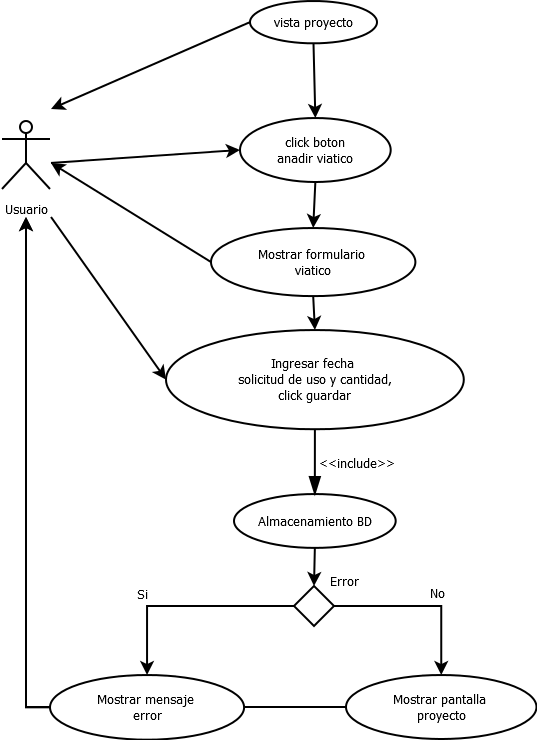 vista proyecto
click boton
anadir viatico
Usuario
Mostrar formulario
viatico
Ingresar fecha
solicitud de uso y cantidad,
click guardar
<<include>>
Almacenamiento BD
Error
Si
No
Mostrar mensaje
error
Mostrar pantalla
proyecto